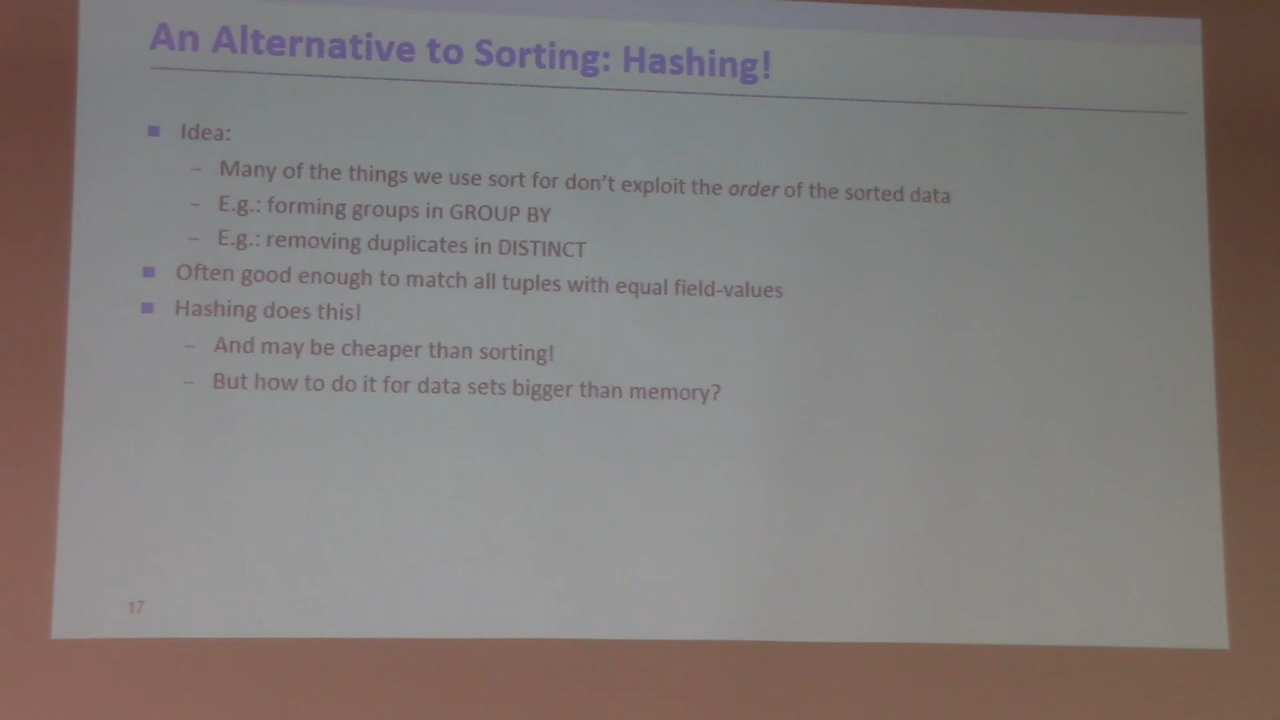 An Alternative to Sorting: Hashing!
■ Idea:
– Many of the things we use sort for don't exploit the order of the sorted data
– E.g.: forming groups in GROUP BY
– E.g.: removing duplicates in DISTINCT
■ Often good enough to match all tuples with equal field-values
■ Hashing does this!
– And may be cheaper than sorting!
– But how to do it for data sets bigger than memory?
17